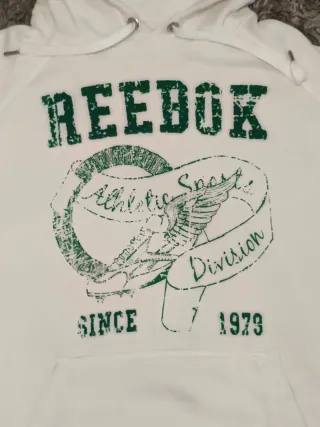 REEBOK
Athletic Sports
Division
SINCE 1979